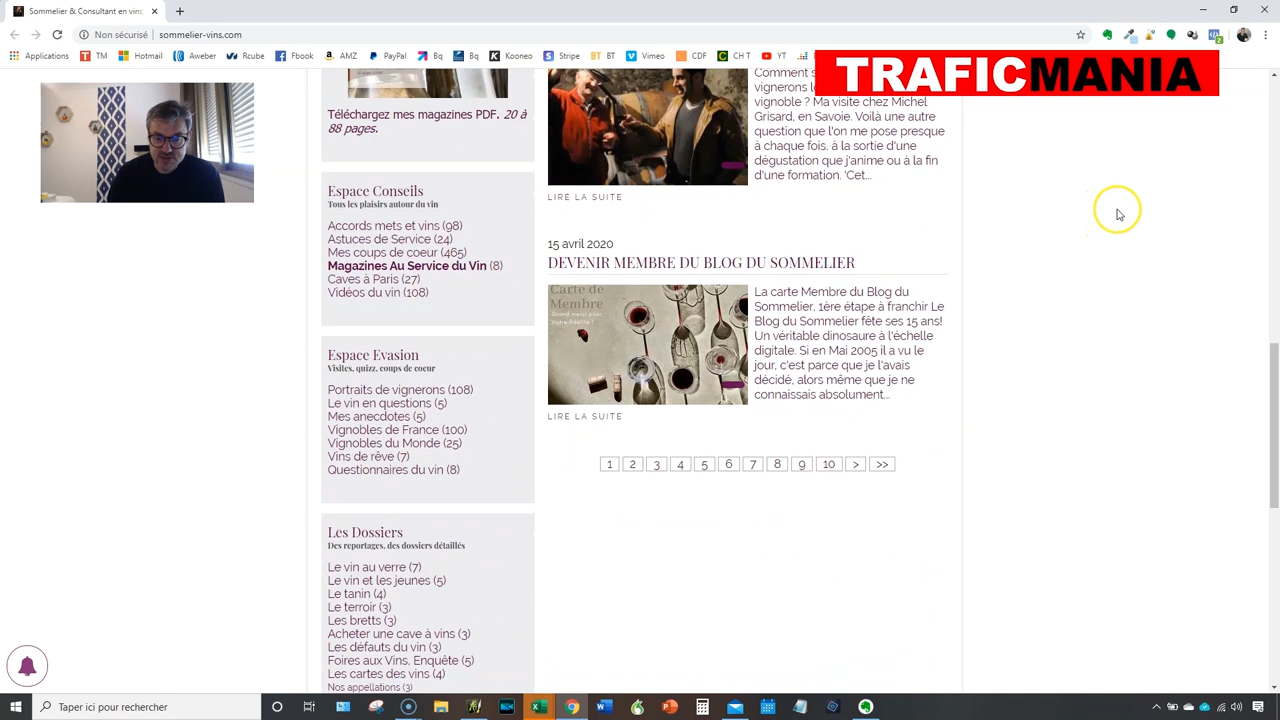 Sommelier & Consultant en vins
Non sécurisé | sommelier-vins.com
Applications
Tm
Hotmail
Aweber
Rcube
Fbook
AMZ
PayPal
Bq
Kooneo
Stripe
BT
Vimeo
CDF
CH T
YT
TRAFICMANIA
Téléchargez mes magazines PDF. 20 à
88 pages.
Espace Conseils
Tous les plaisirs autour du vin
Accords mets et vins (98)
Astuces de Service (24)
Mes coups de coeur (465)
Magazines Au Service du Vin (8)
Caves à Paris (27)
Vidéos du vin (108)
Espace Evasion
Visites, quizz, coups de coeur
Portraits de vignerons (108)
Le vin en questions (5)
Mes anecdotes (5)
Vignobles de France (100)
Vignobles du Monde (25)
Vins de rêve (7)
Questionnaires du vin (8)
Les Dossiers
Des reportages, des dossiers détaillés
Le vin au verre (7)
Le vin et les jeunes (5)
Le tanin (4)
Le terroir (3)
Les bretts (3)
Acheter une cave à vins (3)
Les défauts du vin (3)
Foires aux Vins, Enquête (5)
Les cartes des vins (4)
Nos appellations (3)
Comment
vignerons
vignoble ? Ma visite chez Michel
Grisard, en Savoie. Voilà une autre
question que l'on me pose presque
à chaque fois, à la sortie d'une
dégustation que j'anime ou à la fin
d'une formation. 'Cet...
LIRE LA SUITE
15 avril 2020
DEVENIR MEMBRE DU BLOG DU SOMMELIER
Carte de
Membre
Grand merci pour
Votre fidélité !
La carte Membre du Blog du
Sommelier, 1ère étape à franchir Le
Blog du Sommelier fête ses 15 ans!
Un véritable dinosaure à l'échelle
digitale. Si en Mai 2005 il a vu le
jour, c'est parce que je l'avais
décidé, alors même que je ne
connaissais absolument...
LIRE LA SUITE
1 2 3 4 5 6 7 8 9 10 > >>
Taper ici pour rechercher